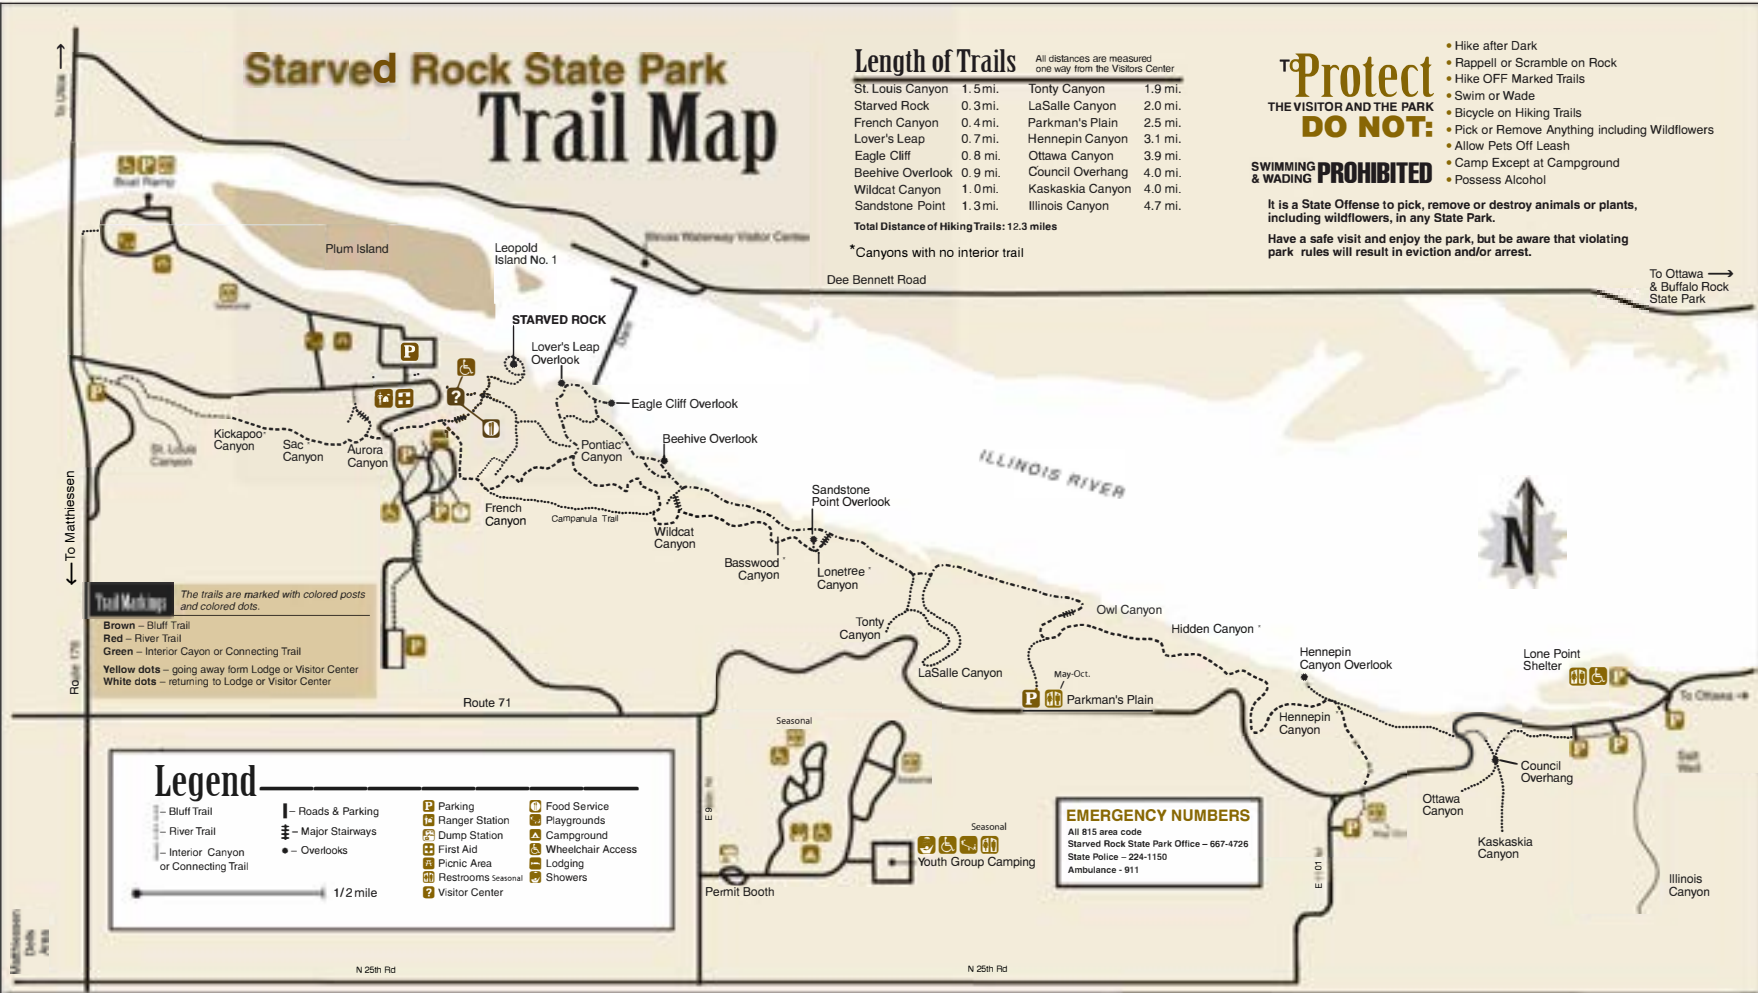 Starved Rock State Park
Trail Map
Length of Trails
All distances are measured
one way from the Visitors Center
St. Louis Canyon 1.5 mi. Tonty Canyon 1.9 mi.
Starved Rock 0.3 mi. LaSalle Canyon 2.0 mi.
French Canyon 0.4 mi. Parkman's Plain 2.5 mi.
Lover's Leap 0.7 mi. Hennepin Canyon 3.1 mi.
Eagle Cliff 0.8 mi. Ottawa Canyon 3.9 mi.
Beehive Overlook 0.9 mi. Council Overhang 4.0 mi.
Wildcat Canyon 1.0 mi. Kaskaskia Canyon 4.0 mi.
Sandstone Point 1.3 mi. Illinois Canyon 4.7 mi.
Total Distance of Hiking Trails: 12.3 miles
*Canyons with no interior trail
To Protect
THE VISITOR AND THE PARK
DO NOT:
• Hike after Dark
• Rappell or Scramble on Rock
• Hike OFF Marked Trails
• Swim or Wade
• Bicycle on Hiking Trails
• Pick or Remove Anything including Wildflowers
• Allow Pets Off Leash
• Camp Except at Campground
• Possess Alcohol
SWIMMING
& WADING PROHIBITED
It is a State Offense to pick, remove or destroy animals or plants,
including wildflowers, in any State Park.
Have a safe visit and enjoy the park, but be aware that violating
park rules will result in eviction and/or arrest.
To Utica
Boat Ramp
Plum Island
Leopold
Island No. 1
Illinois Waterway Visitor Center
Dee Bennett Road
To Ottawa
& Buffalo Rock
State Park
Seasonal
STARVED ROCK
Dam
Lover's Leap
Overlook
Eagle Cliff Overlook
Beehive Overlook
Kickapoo
Canyon
St. Louis
Canyon
Sac
Canyon
Aurora
Canyon
Pontiac
Canyon
ILLINOIS RIVER
French
Canyon
Campanula Trail
Wildcat
Canyon
Sandstone
Point Overlook
Basswood *
Canyon
Lonetree *
Canyon
N
To Matthiessen
Trail Markings
The trails are marked with colored posts
and colored dots.
Brown – Bluff Trail
Red – River Trail
Green – Interior Cayon or Connecting Trail
Yellow dots – going away form Lodge or Visitor Center
White dots – returning to Lodge or Visitor Center
Route 178
Route 71
Tonty
Canyon
LaSalle Canyon
Owl Canyon
Hidden Canyon *
May-Oct.
Parkman's Plain
Hennepin
Canyon Overlook
Hennepin
Canyon
Lone Point
Shelter
To Ottawa
Salt
Well
Council
Overhang
Ottawa
Canyon
Kaskaskia
Canyon
Illinois
Canyon
May-Oct
Seasonal
Seasonal
Seasonal
Youth Group Camping
Permit Booth
Legend
– Bluff Trail
– River Trail
– Interior Canyon
or Connecting Trail
1/2 mile
– Roads & Parking
– Major Stairways
– Overlooks
P Parking
Ranger Station
Dump Station
First Aid
Picnic Area
Restrooms Seasonal
? Visitor Center
Food Service
Playgrounds
Campground
Wheelchair Access
Lodging
Showers
EMERGENCY NUMBERS
All 815 area code
Starved Rock State Park Office – 667-4726
State Police – 224-1150
Ambulance - 911
Matthiessen
Dells
Area
N 25th Rd
N 25th Rd